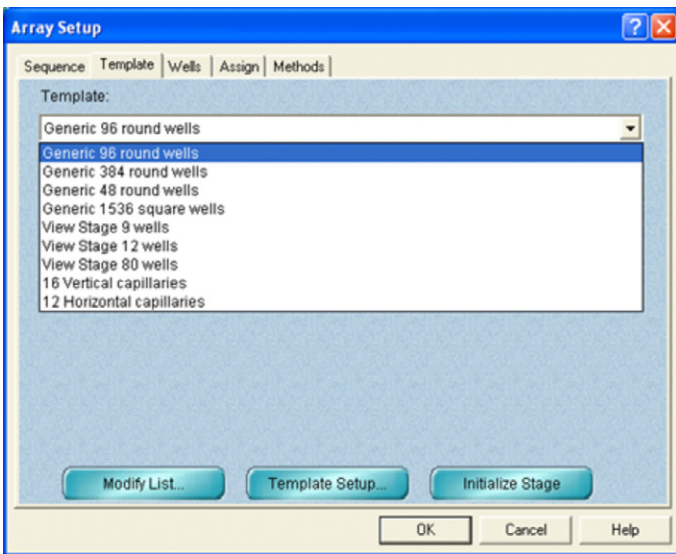 Array Setup
?
Sequence Template Wells Assign Methods
Template:
Generic 96 round wells
Generic 96 round wells
Generic 384 round wells
Generic 48 round wells
Generic 1536 square wells
View Stage 9 wells
View Stage 12 wells
View Stage 80 wells
16 Vertical capillaries
12 Horizontal capillaries
Modify List... Template Setup... Initialize Stage
OK Cancel Help